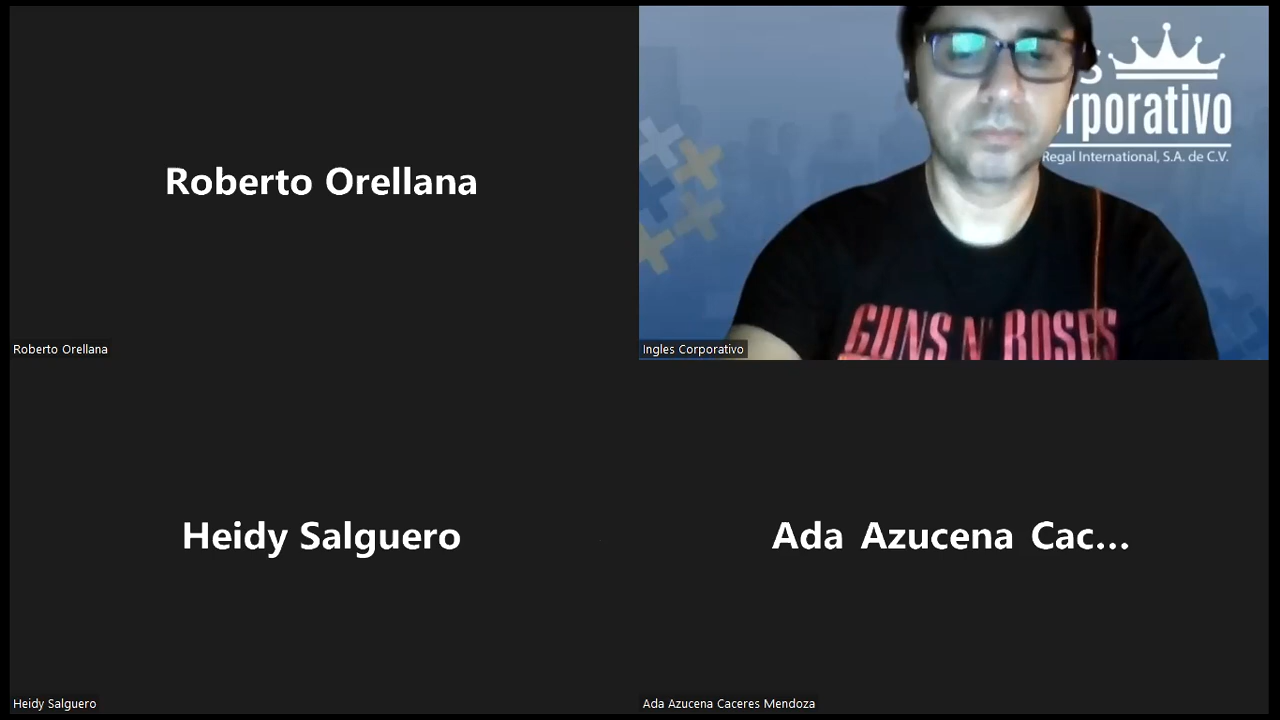 Roberto Orellana
Roberto Orellana
orporativo
Regal International, S.A. de C.V.
GUNS N' ROSES
Ingles Corporativo
Heidy Salguero
Heidy Salguero
Ada Azucena Cac...
Ada Azucena Caceres Mendoza